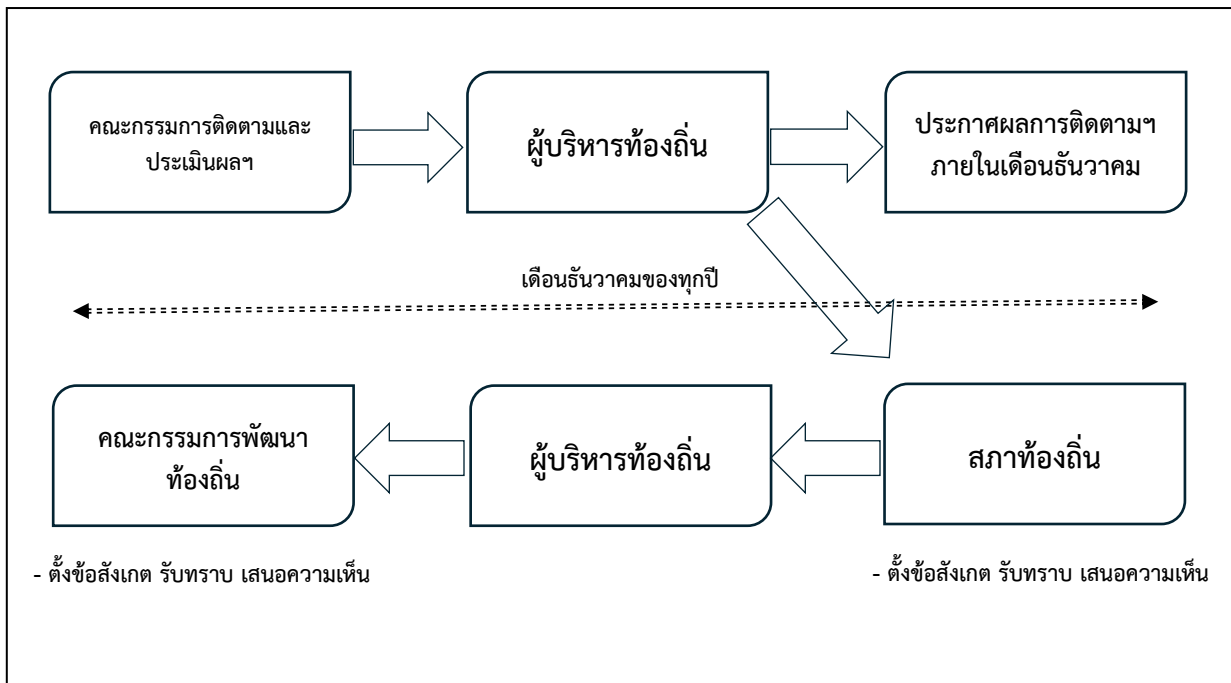 คณะกรรมการติดตามและ
ประเมินผลฯ
ผู้บริหารท้องถิ่น
ประกาศผลการติดตามฯ
ภายในเดือนธันวาคม
เดือนธันวาคมของทุกปี
คณะกรรมการพัฒนา
ท้องถิ่น
ผู้บริหารท้องถิ่น
สภาท้องถิ่น
- ตั้งข้อสังเกต รับทราบ เสนอความเห็น
- ตั้งข้อสังเกต รับทราบ เสนอความเห็น